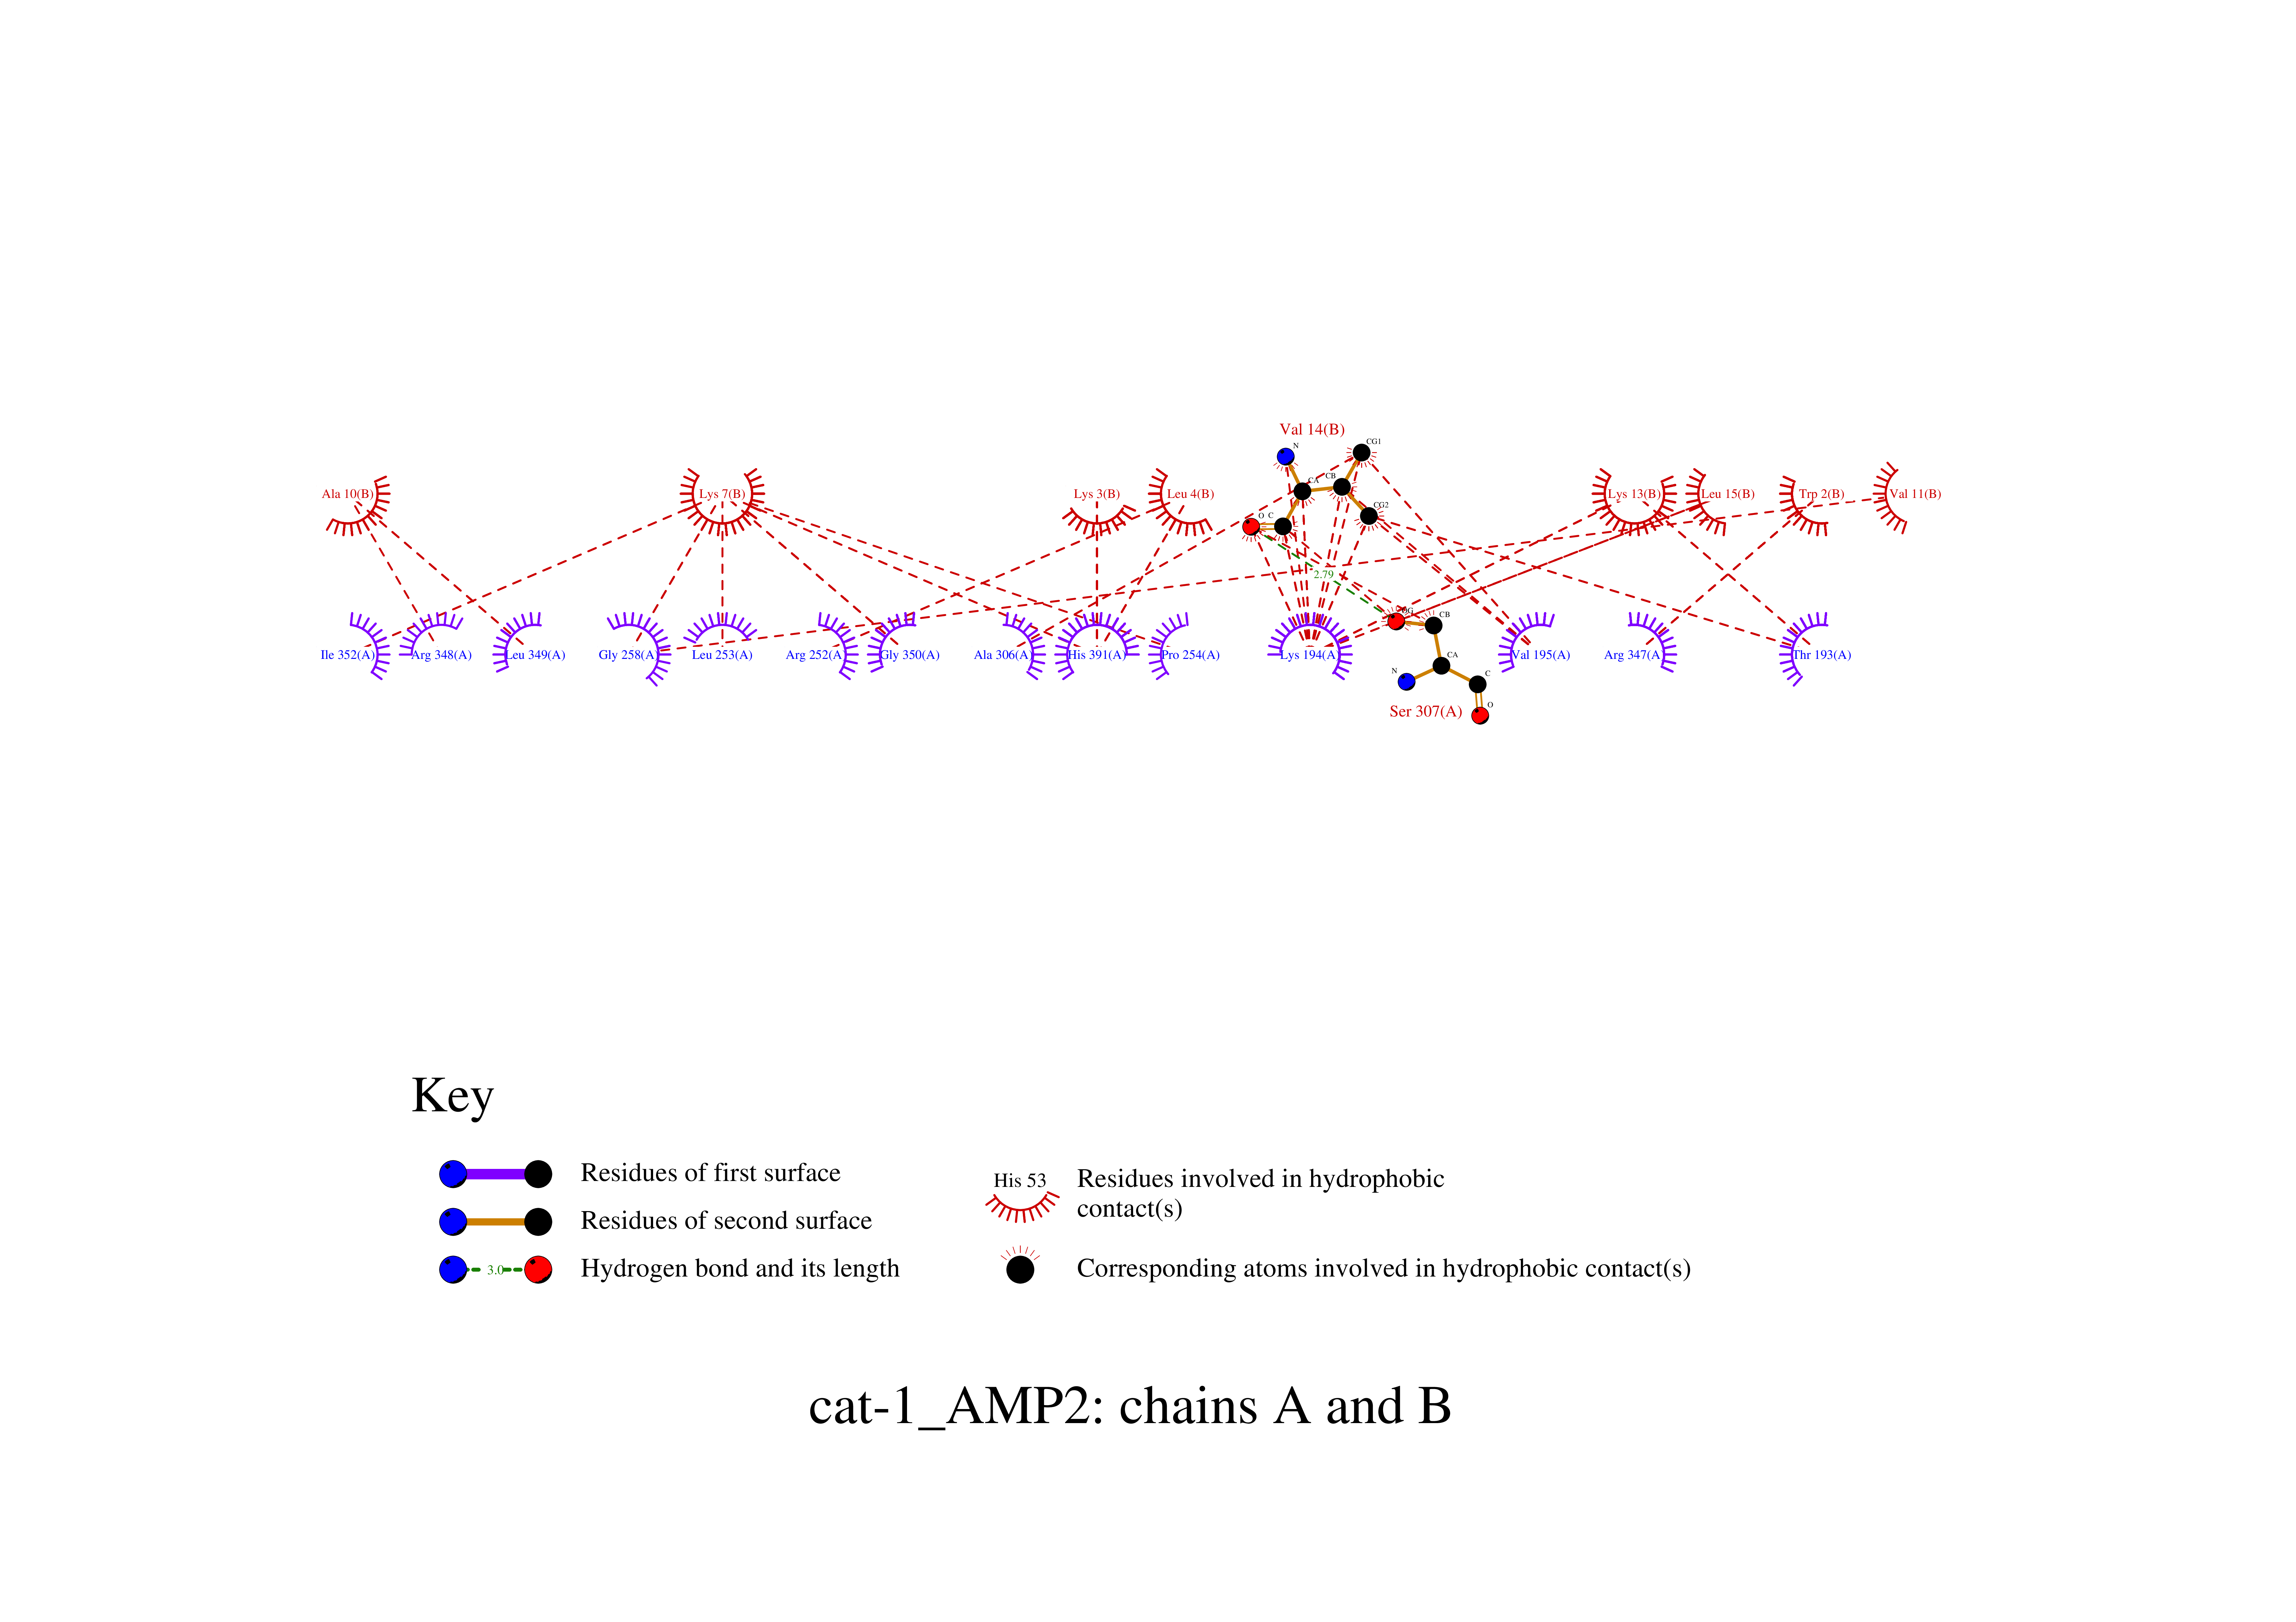 Val 14(B)
N
CG1
CA
CB
CG2
O
C
Ala 10(B)
Lys 7(B)
Lys 3(B)
Leu 4(B)
Lys 13(B)
Leu 15(B)
Trp 2(B)
Val 11(B)
2.79
OG
CB
CA
N
C
O
Ile 352(A)
Arg 348(A)
Leu 349(A)
Gly 258(A)
Leu 253(A)
Arg 252(A)
Gly 350(A)
Ala 306(A)
His 391(A)
Pro 254(A)
Lys 194(A)
Val 195(A)
Arg 347(A)
Thr 193(A)
Ser 307(A)
Key
Residues of first surface
Residues of second surface
3.0
Hydrogen bond and its length
His 53
Residues involved in hydrophobic
contact(s)
Corresponding atoms involved in hydrophobic contact(s)
cat-1_AMP2: chains A and B